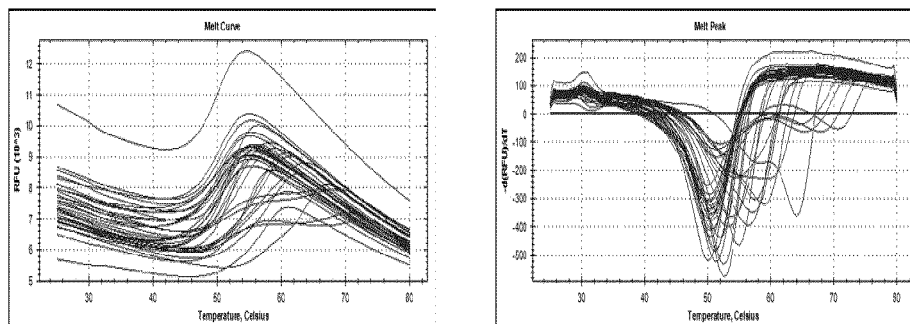 Melt Curve
RFU (10^3)
12
11
10
9
8
7
6
5
30 40 50 60 70 80
Temperature, Celsius
Melt Peak
-d(RFU)/dT
200
100
0
-100
-200
-300
-400
-500
30 40 50 60 70 80
Temperature, Celsius